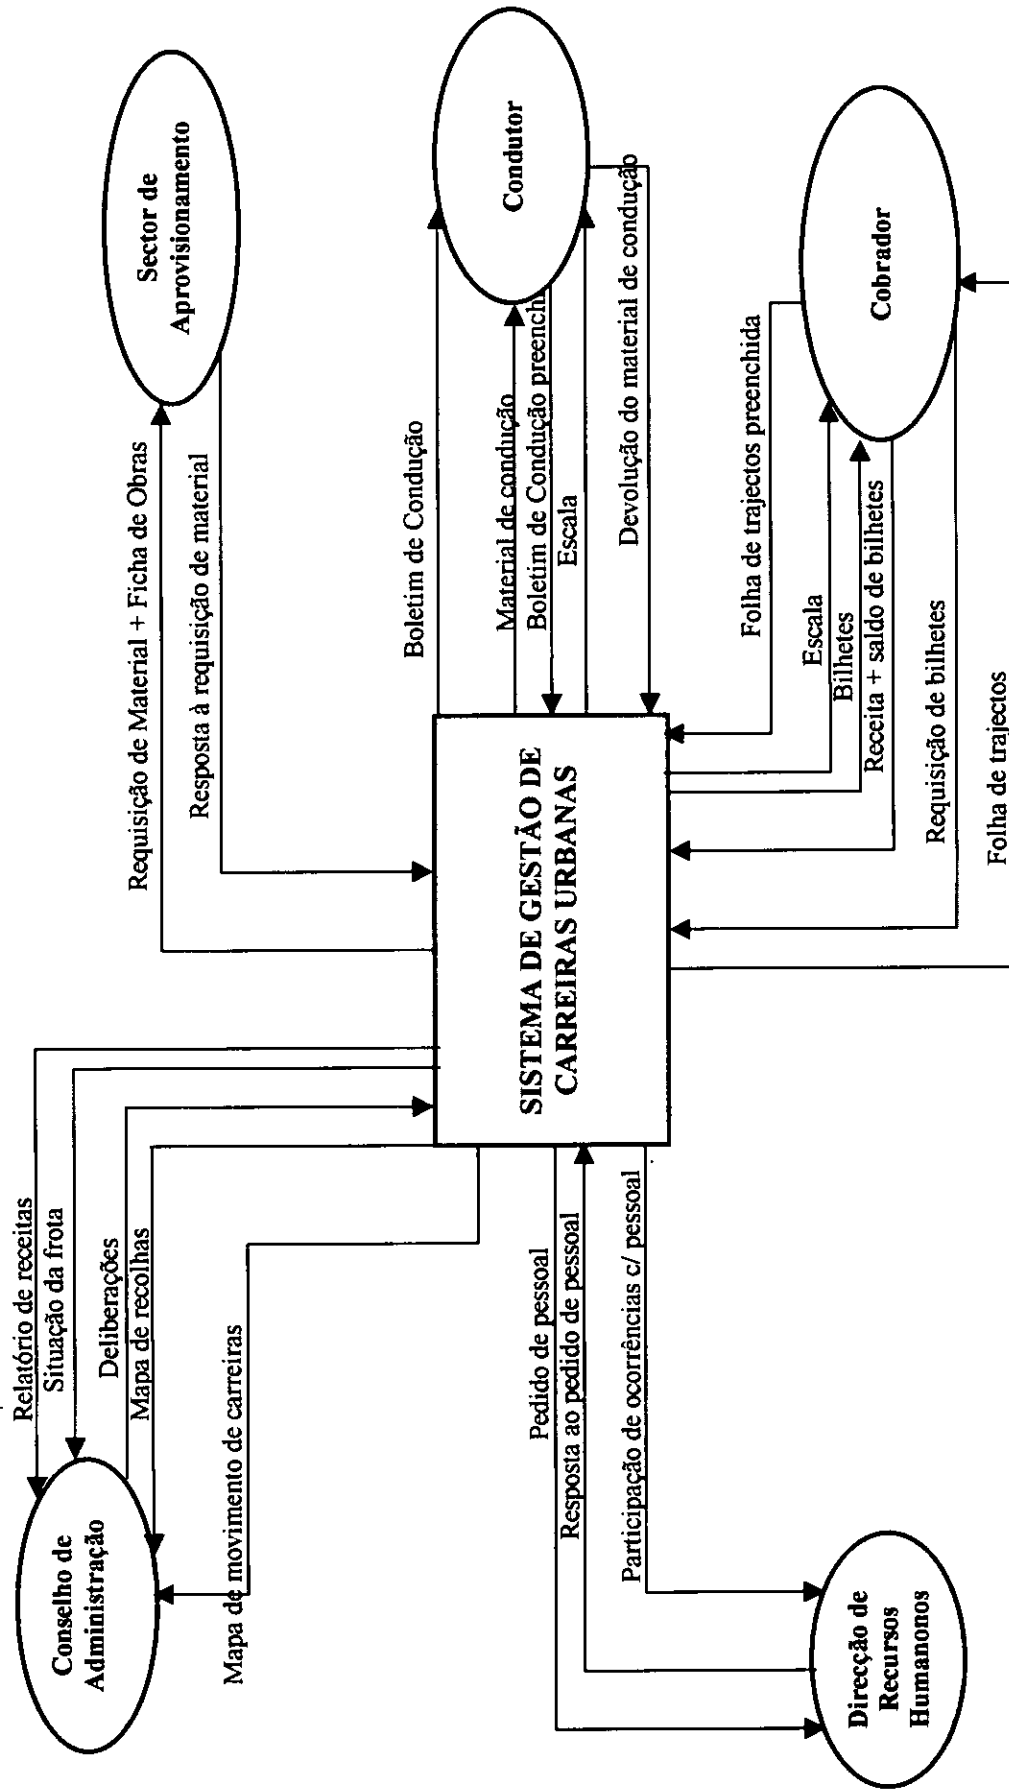 Relatório de receitas
Situação da frota
Deliberações
Mapa de recolhas
Mapa de movimento de carreiras
Conselho de
Administração
Requisição de Material + Ficha de Obras
Resposta à requisição de material
Sector de
Aprovisionamento
Boletim de Condução
Material de condução
Boletim de Condução preench
Escala
Devolução do material de condução
Condutor
SISTEMA DE GESTÃO DE
CARREIRAS URBANAS
Pedido de pessoal
Resposta ao pedido de pessoal
Participação de ocorrências c/ pessoal
Direcção de
Recursos
Humanonos
Folha de trajectos preenchida
Escala
Bilhetes
Receita + saldo de bilhetes
Requisição de bilhetes
Folha de trajectos
Cobrador